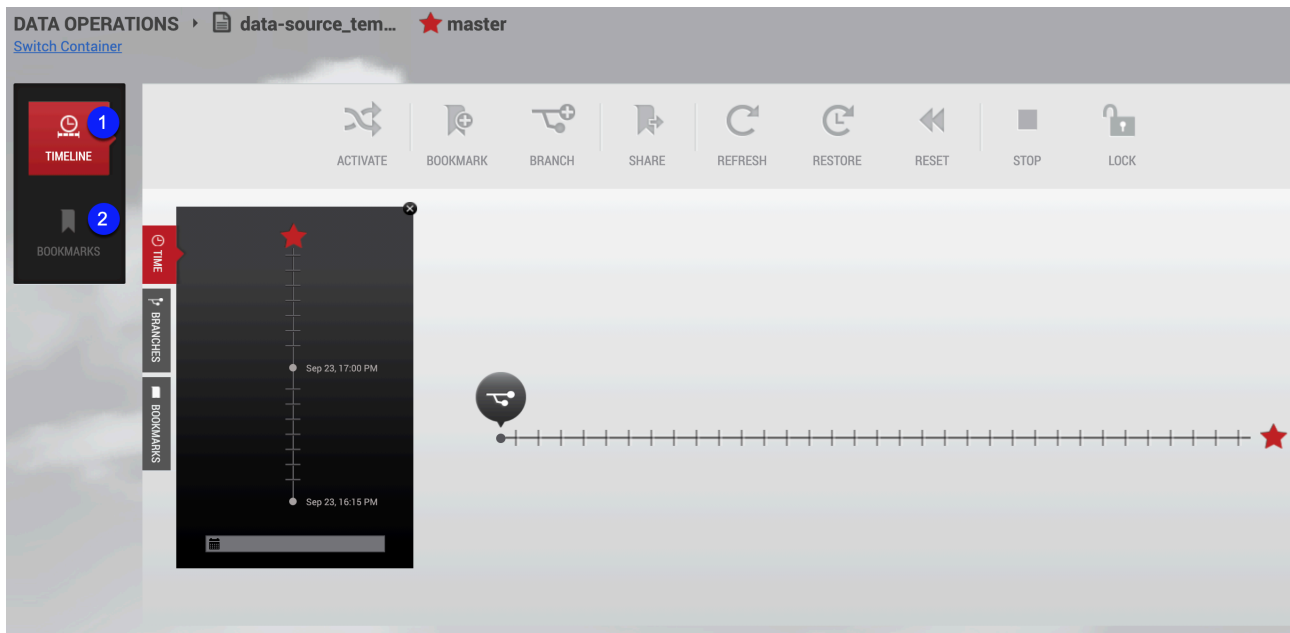 DATA OPERATIONS data-source_tem... master
Switch Container
1
TIMELINE
2
BOOKMARKS
ACTIVATE BOOKMARK BRANCH SHARE REFRESH RESTORE RESET STOP LOCK
TIME
BRANCHES
BOOKMARKS
Sep 23, 17:00 PM
Sep 23, 16:15 PM